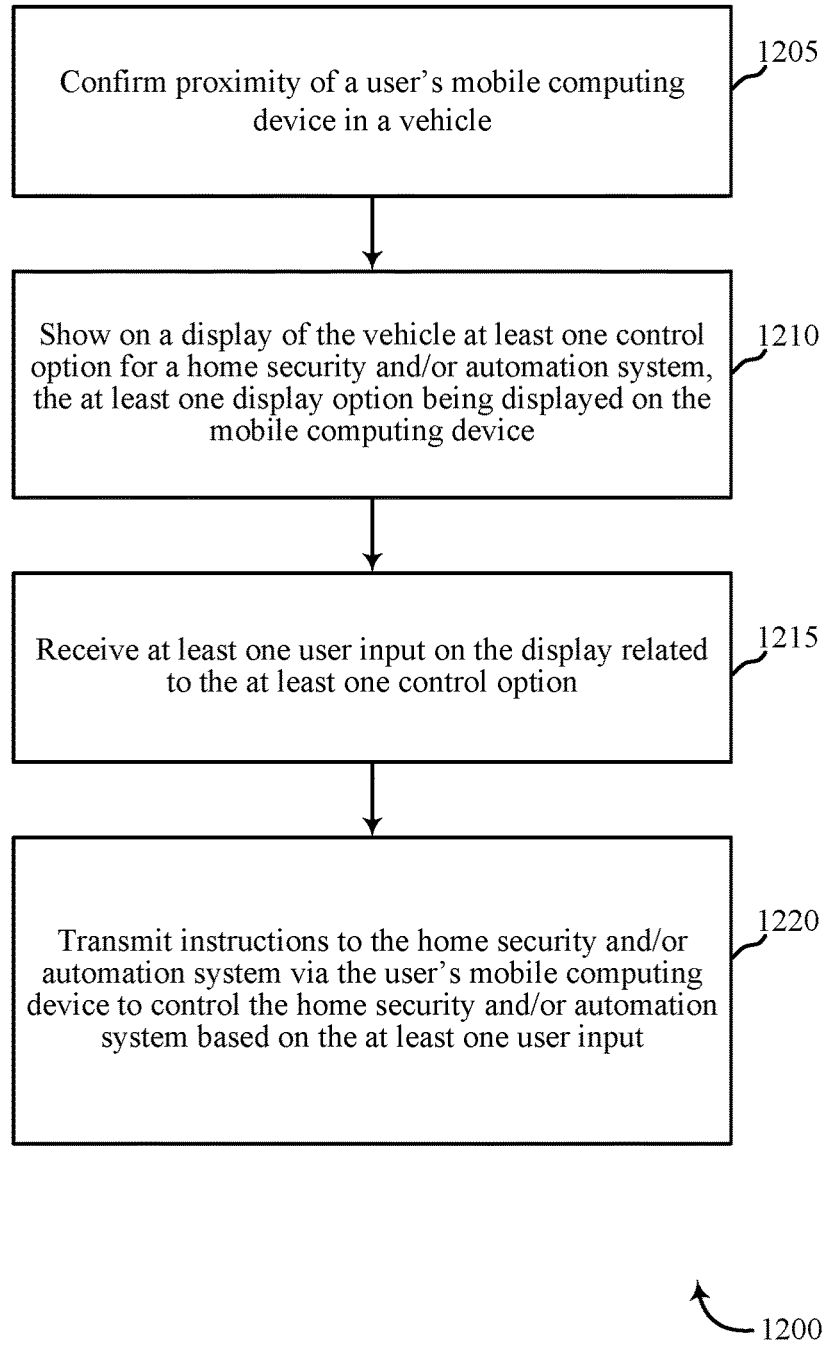 1205
Confirm proximity of a user's mobile computing
device in a vehicle
1210
Show on a display of the vehicle at least one control
option for a home security and/or automation system,
the at least one display option being displayed on the
mobile computing device
1215
Receive at least one user input on the display related
to the at least one control option
1220
Transmit instructions to the home security and/or
automation system via the user's mobile computing
device to control the home security and/or automation
system based on the at least one user input
1200